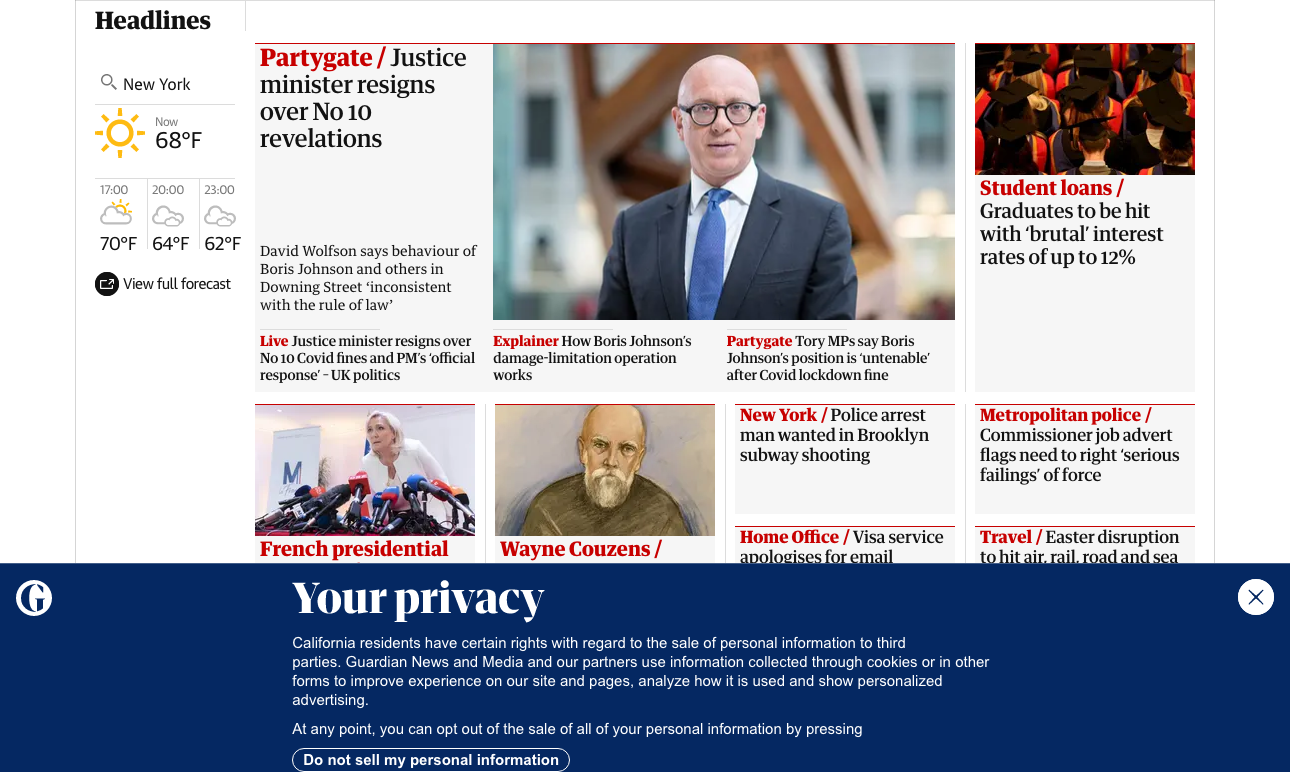 Headlines
New York
Now
68°F
17:00
20:00
23:00
70°F
64°F
62°F
View full forecast
Partygate / Justice
minister resigns
over No 10
revelations
David Wolfson says behaviour of
Boris Johnson and others in
Downing Street ‘inconsistent
with the rule of law’
Live Justice minister resigns over
No 10 Covid fines and PM’s ‘official
response’ – UK politics
Explainer How Boris Johnson’s
damage-limitation operation
works
Partygate Tory MPs say Boris
Johnson’s position is ‘untenable’
after Covid lockdown fine
Student loans /
Graduates to be hit
with ‘brutal’ interest
rates of up to 12%
M
French presidential
Wayne Couzens /
New York / Police arrest
man wanted in Brooklyn
subway shooting
Home Office / Visa service
apologises for email
Metropolitan police /
Commissioner job advert
flags need to right ‘serious
failings’ of force
Travel / Easter disruption
to hit air, rail, road and sea
G
Your privacy
California residents have certain rights with regard to the sale of personal information to third
parties. Guardian News and Media and our partners use information collected through cookies or in other
forms to improve experience on our site and pages, analyze how it is used and show personalized
advertising.
At any point, you can opt out of the sale of all of your personal information by pressing
Do not sell my personal information